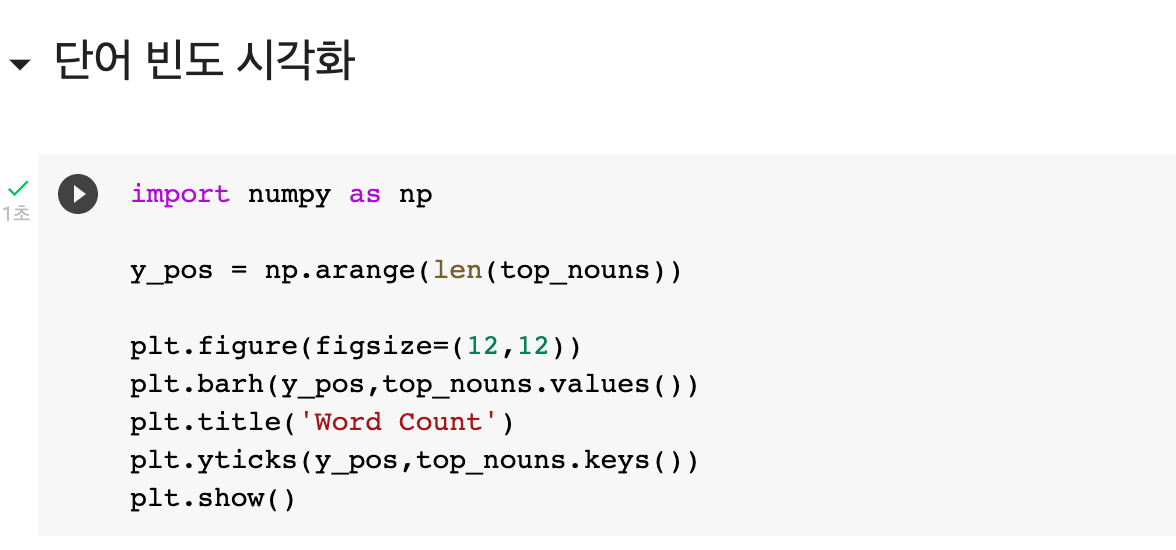 단어 빈도 시각화
1초
import numpy as np
y_pos = np.arange(len(top_nouns))
plt.figure(figsize=(12,12))
plt.barh(y_pos,top_nouns.values())
plt.title('Word Count')
plt.yticks(y_pos,top_nouns.keys())
plt.show()